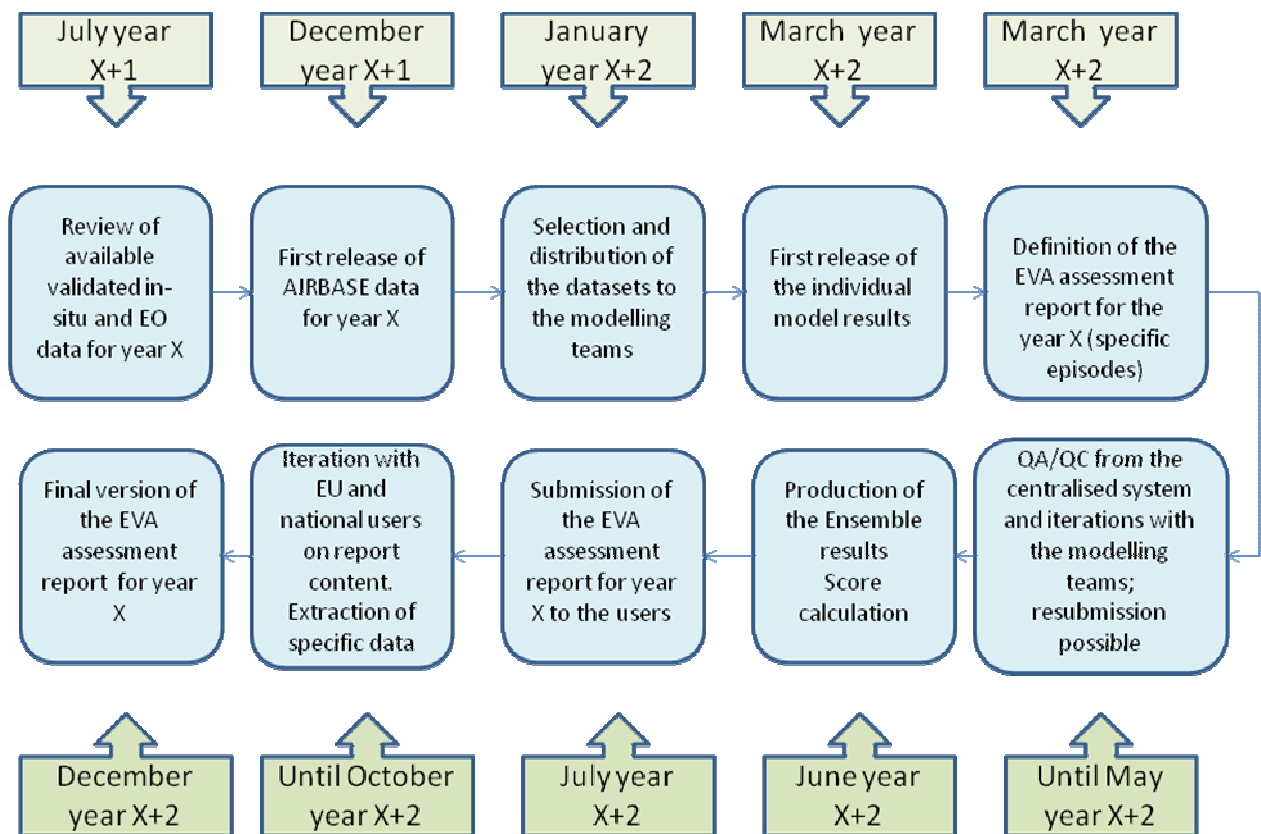 July year
X+1
December
year X+1
January
year X+2
March year
X+2
March year
X+2
Review of
available
validated in-
situ and EO
data for year X
First release of
AIRBASE data
for year X
Selection and
distribution of
the datasets to
the modelling
teams
First release of
the individual
model results
Definition of the
EVA assessment
report for the
year X (specific
episodes)
Final version of
the EVA
assessment
report for year
X
Iteration with
EU and
national users
on report
content.
Extraction of
specific data
Submission of
the EVA
assessment
report for year
X to the users
Production of
the Ensemble
results
Score
calculation
QA/QC from the
centralised system
and iterations with
the modelling
teams;
resubmission
possible
December
year X+2
Until October
year X+2
July year
X+2
June year
X+2
Until May
year X+2